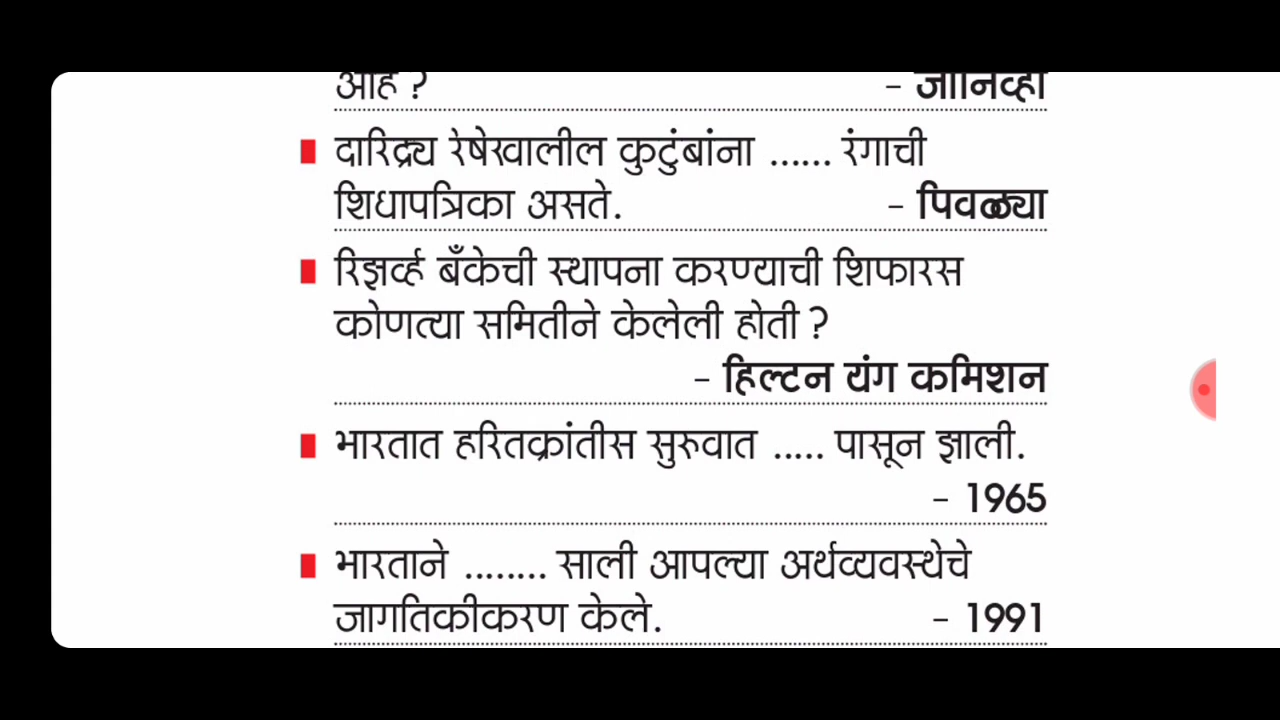 आहे ? - जीनिव्हा
दारिद्र्य रेषेखालील कुटुंबांना ...... रंगाची
शिधापत्रिका असते. - पिवळ्या
रिझर्व्ह बँकेची स्थापना करण्याची शिफारस
कोणत्या समितीने केलेली होती ?
- हिल्टन यंग कमिशन
भारतात हरितक्रांतीस सुरुवात ..... पासून झाली.
- 1965
भारताने ........ साली आपल्या अर्थव्यवस्थेचे
जागतिकीकरण केले. - 1991